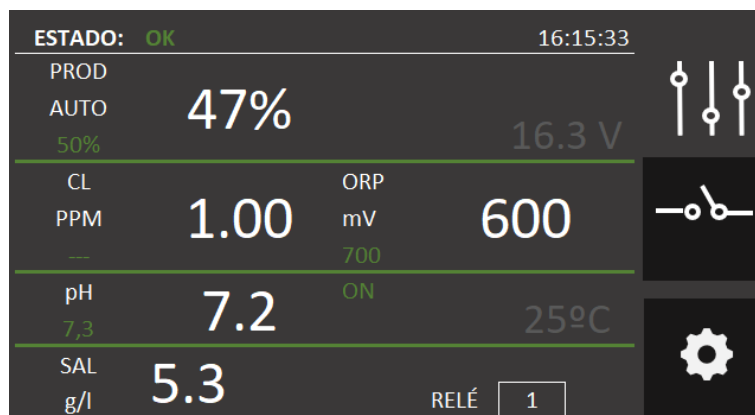 ESTADO: OK 16:15:33
PROD
AUTO 47%
50% 16.3 V
CL ORP
PPM 1.00 mV 600
--- 700
pH 7.2 ON
7,3 25ºC
SAL 5.3
g/l RELÉ 1